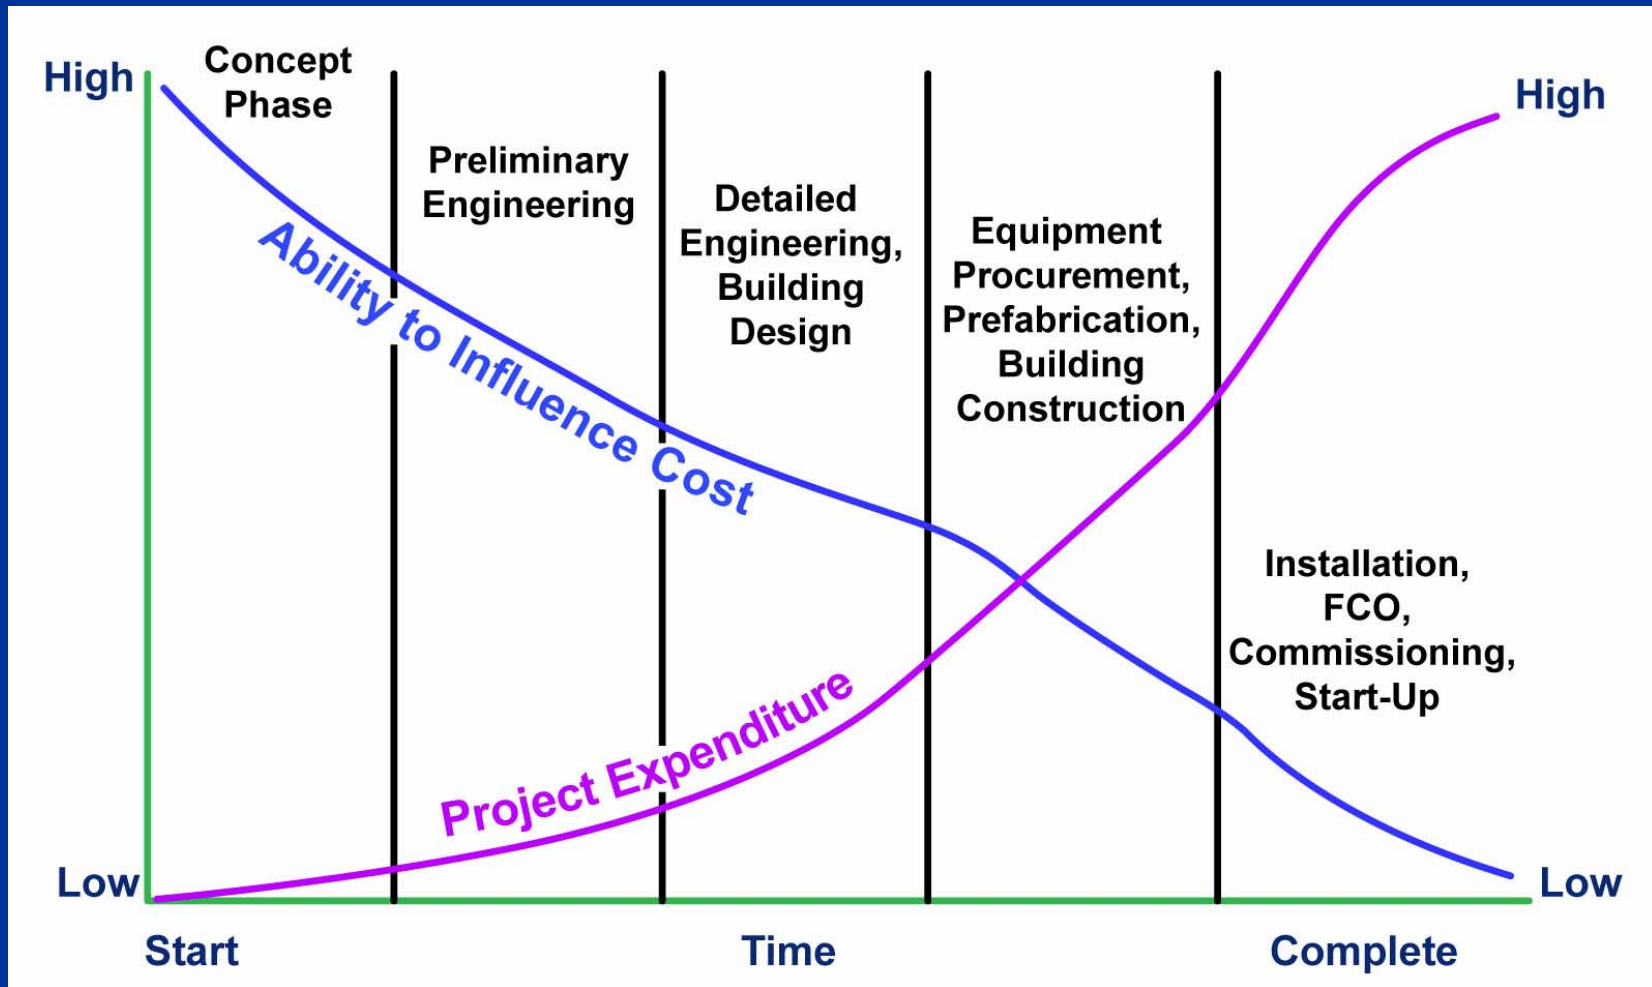 High
Concept
Phase
Preliminary
Engineering
Detailed
Engineering,
Building
Design
Equipment
Procurement,
Prefabrication,
Building
Construction
High
Ability to Influence Cost
Installation,
FCO,
Commissioning,
Start-Up
Project Expenditure
Low
Low
Start
Time
Complete